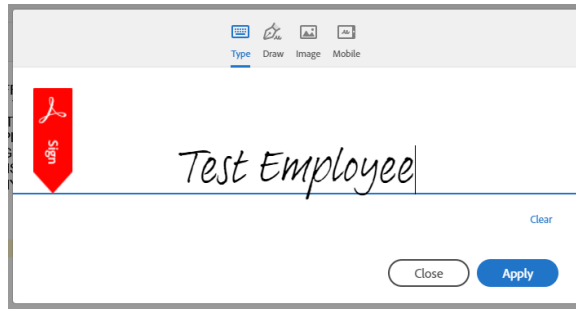 Type Draw Image Mobile
Sign
Test Employee
Clear
Close Apply